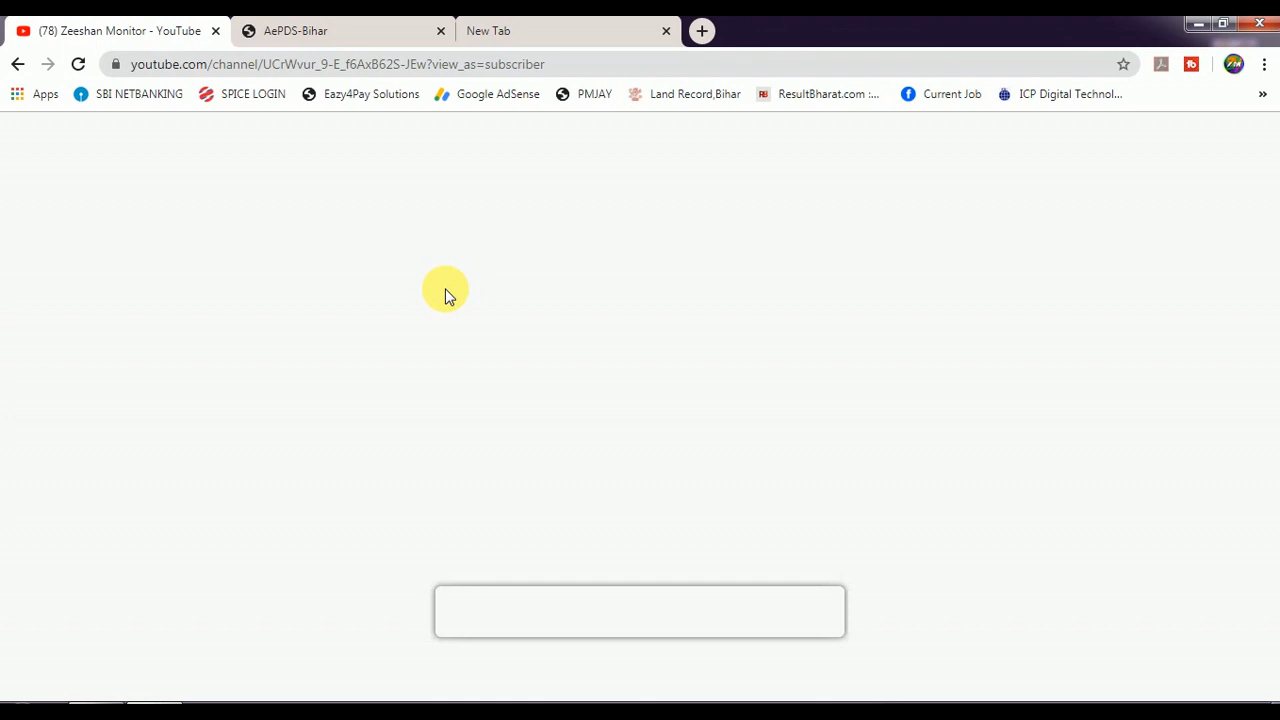 (78) Zeeshan Monitor - YouTube
AePDS-Bihar
New Tab
youtube.com/channel/UCrWvur_9-E_f6AxB62S-JEw?view_as=subscriber
Apps
SBI NETBANKING
SPICE LOGIN
Eazy4Pay Solutions
Google AdSense
PMJAY
Land Record,Bihar
ResultBharat.com :...
Current Job
ICP Digital Technol...